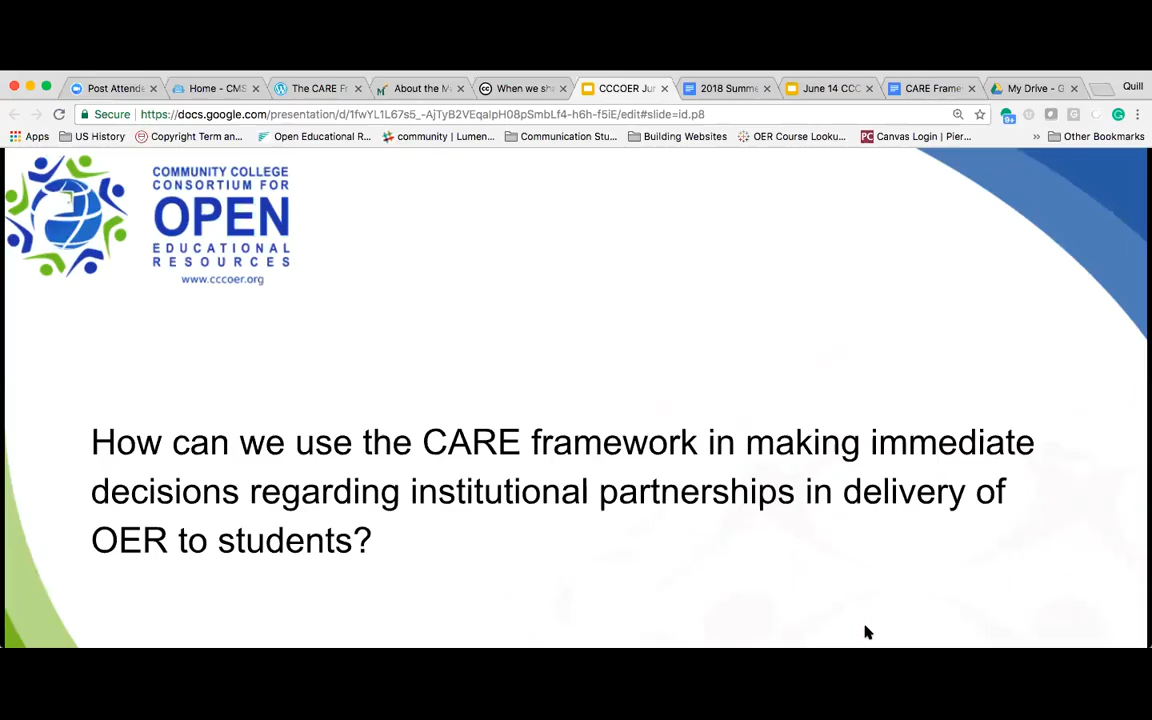 Post Attende
Home - CMS
The CARE Fr
About the M
When we sh
CCCOER Ju
2018 Summe
June 14 CCC
CARE Frame
My Drive - G
Quill
Secure
https://docs.google.com/presentation/d/1fwYL1L67s5_-AjTyB2VEqaIpH08pSmbLf4-h6h-f5iE/edit#slide=id.p8
Apps
US History
Copyright Term an...
Open Educational R...
community | Lumen...
Communication Stu...
Building Websites
OER Course Looku...
Canvas Login | Pier...
»
Other Bookmarks
COMMUNITY COLLEGE
CONSORTIUM FOR
OPEN
EDUCATIONAL
RESOURCES
www.cccoer.org
How can we use the CARE framework in making immediate
decisions regarding institutional partnerships in delivery of
OER to students?